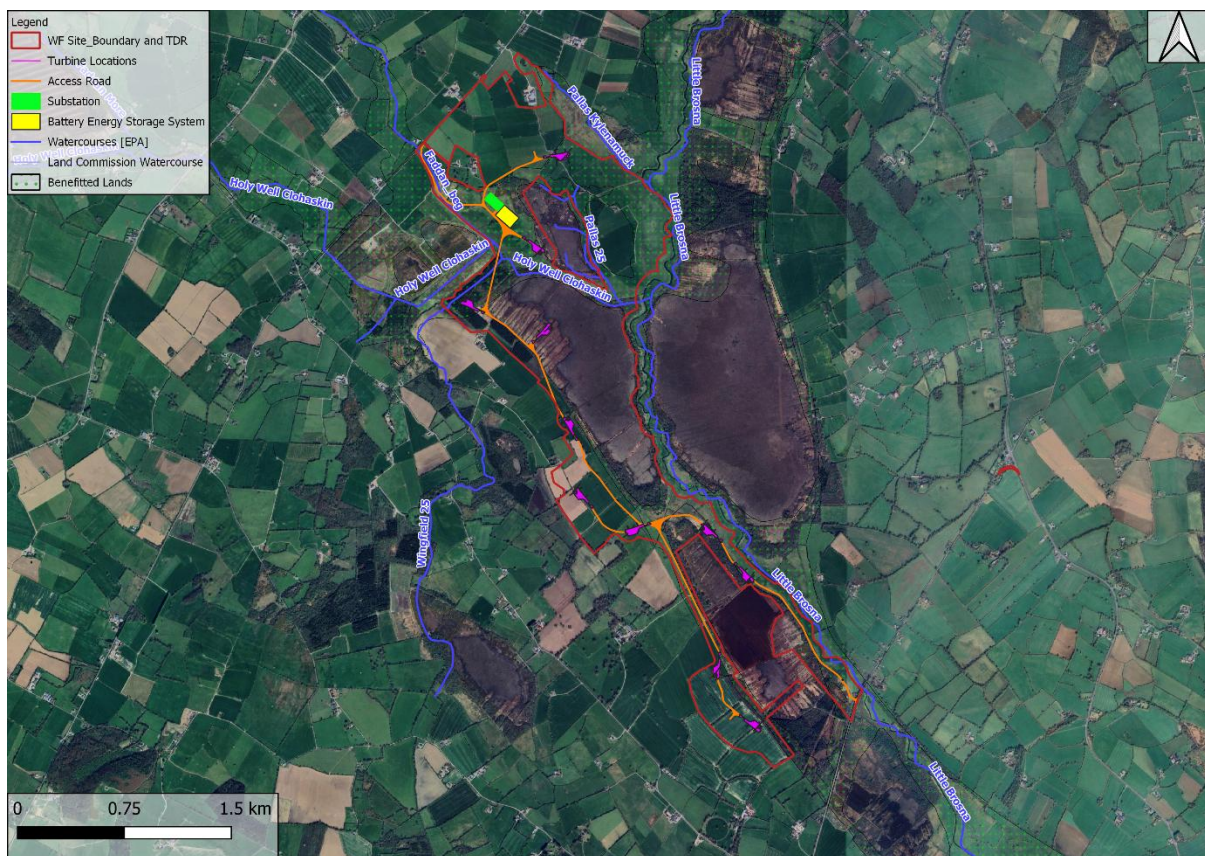 Legend
WF Site_Boundary and TDR
Turbine Locations
Access Road
Substation
Battery Energy Storage System
Watercourses [EPA]
Land Commission Watercourse
Benefitted Lands
Holy Well Clohaskin
Faddan_beg
Pallas Kylenamuck
Little Brosna
Little Brosna
Pallas 25
Holy Well Clohaskin
Holy Well Clohaskin
Wingfield 25
Little Brosna
Little Brosna
0 0.75 1.5 km